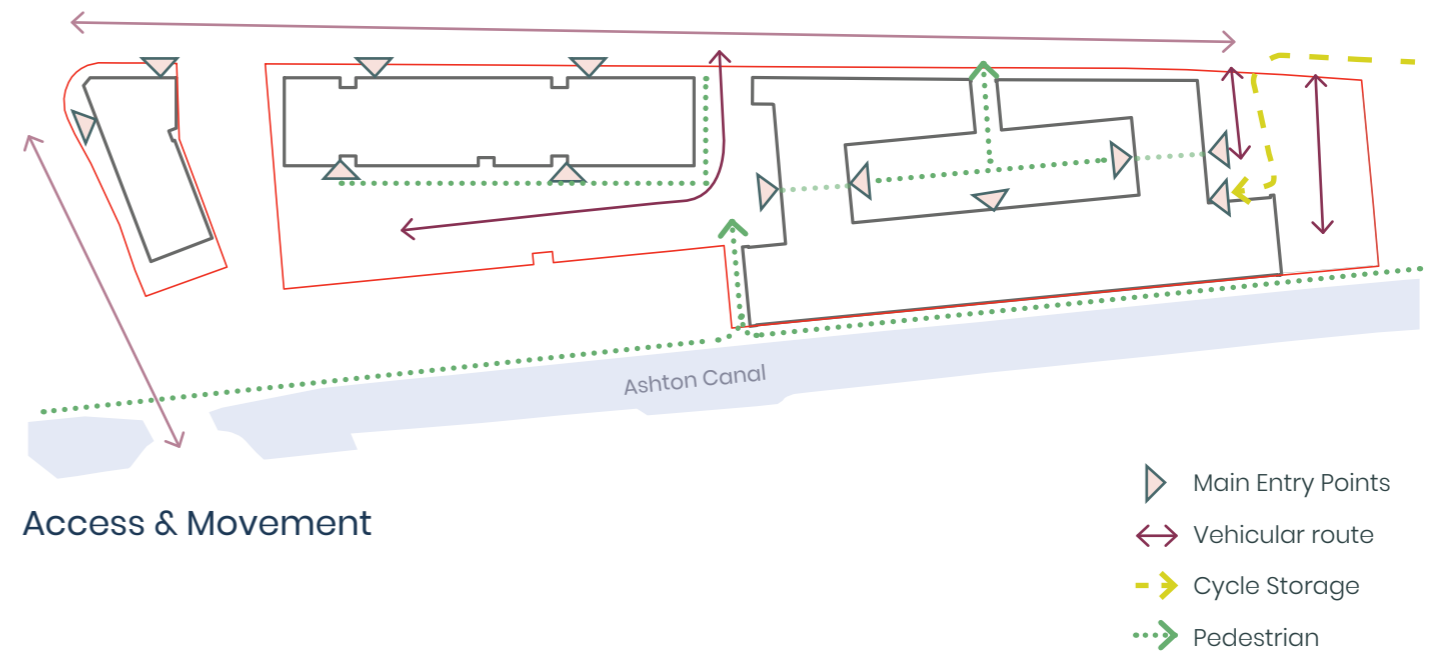 Ashton Canal
Access & Movement
Main Entry Points
Vehicular route
Cycle Storage
Pedestrian